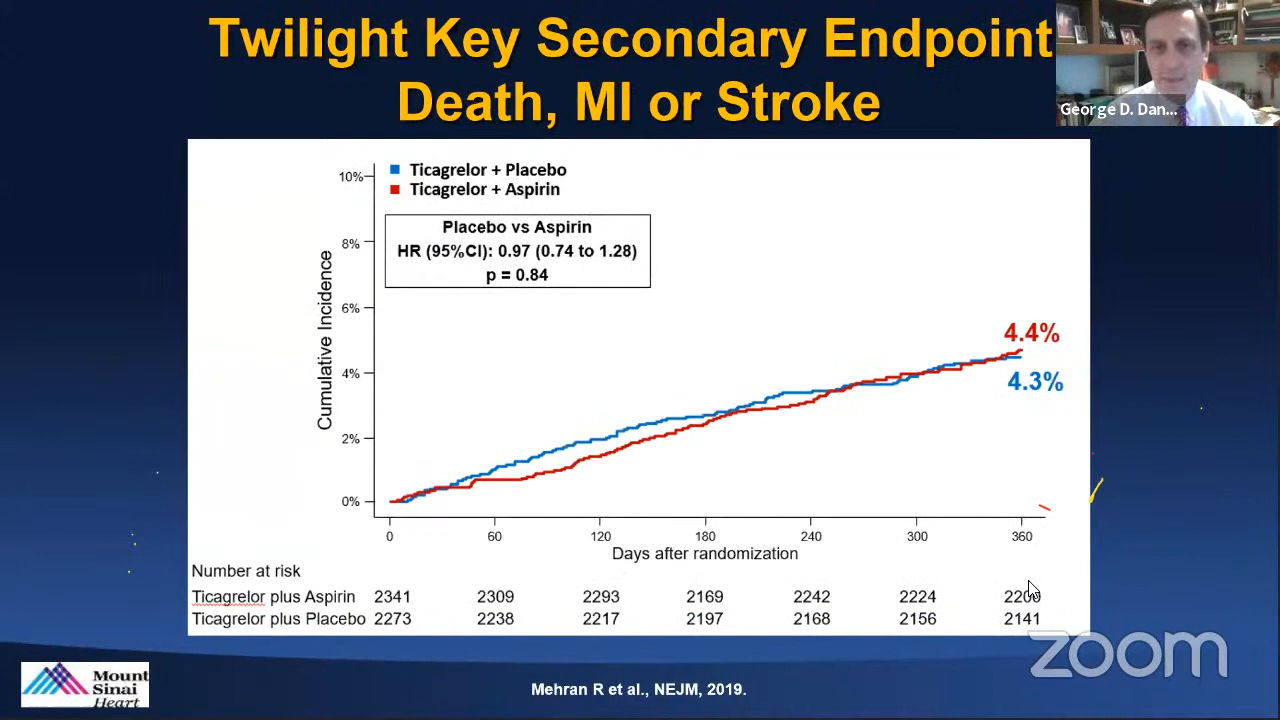 Twilight Key Secondary Endpoint
Death, MI or Stroke
George D. Dan...
Ticagrelor + Placebo
Ticagrelor + Aspirin
Placebo vs Aspirin
HR (95%CI): 0.97 (0.74 to 1.28)
p = 0.84
10%
8%
6%
4%
2%
0%
Cumulative Incidence
4.4%
4.3%
0 60 120 180 240 300 360
Days after randomization
Number at risk
Ticagrelor plus Aspirin 2341 2309 2293 2169 2242 2224
Ticagrelor plus Placebo 2273 2238 2217 2197 2168 2156 2141
zoom
Mount
Sinai
Heart
Mehran R et al., NEJM, 2019.